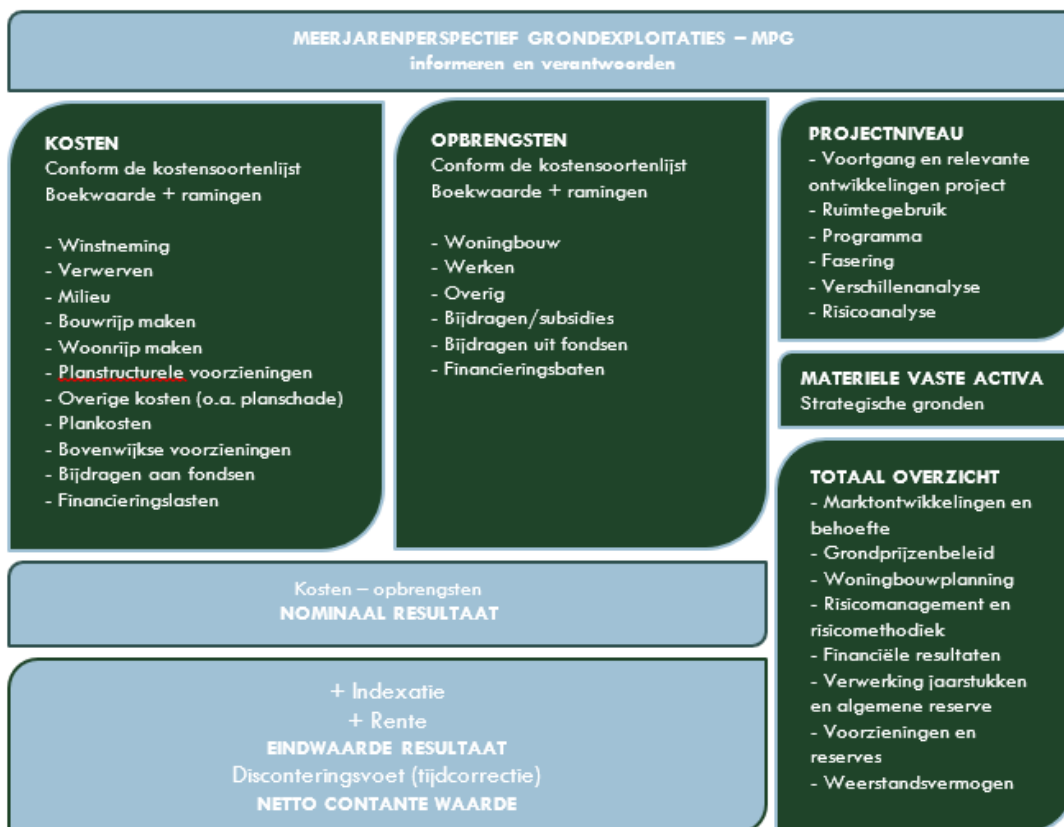 MEERJARENPERSPECTIEF GRONDEXPLOITATIES – MPG
informeren en verantwoorden
KOSTEN
Conform de kostensoortenlijst
Boekwaarde + ramingen
- Winstneming
- Verwerven
- Milieu
- Bouwrijp maken
- Woonrijp maken
- Planstructurele voorzieningen
- Overige kosten (o.a. planschade)
- Plankosten
- Bovenwijkse voorzieningen
- Bijdragen aan fondsen
- Financieringslasten
OPBRENGSTEN
Conform de kostensoortenlijst
Boekwaarde + ramingen
- Woningbouw
- Werken
- Overig
- Bijdragen/subsidies
- Bijdragen uit fondsen
- Financieringsbaten
PROJECTNIVEAU
- Voortgang en relevante
ontwikkelingen project
- Ruimtegebruik
- Programma
- Fasering
- Verschillenanalyse
- Risicoanalyse
MATERIELE VASTE ACTIVA
Strategische gronden
TOTAAL OVERZICHT
- Marktontwikkelingen en
behoefte
- Grondprijzenbeleid
- Woningbouwplanning
- Risicomanagement en
risicomethodiek
- Financiële resultaten
- Verwerking jaarstukken
en algemene reserve
- Voorzieningen en
reserves
- Weerstandsvermogen
Kosten – opbrengsten
NOMINAAL RESULTAAT
+ Indexatie
+ Rente
EINDWAARDE RESULTAAT
Disconteringsvoet (tijdcorrectie)
NETTO CONTANTE WAARDE